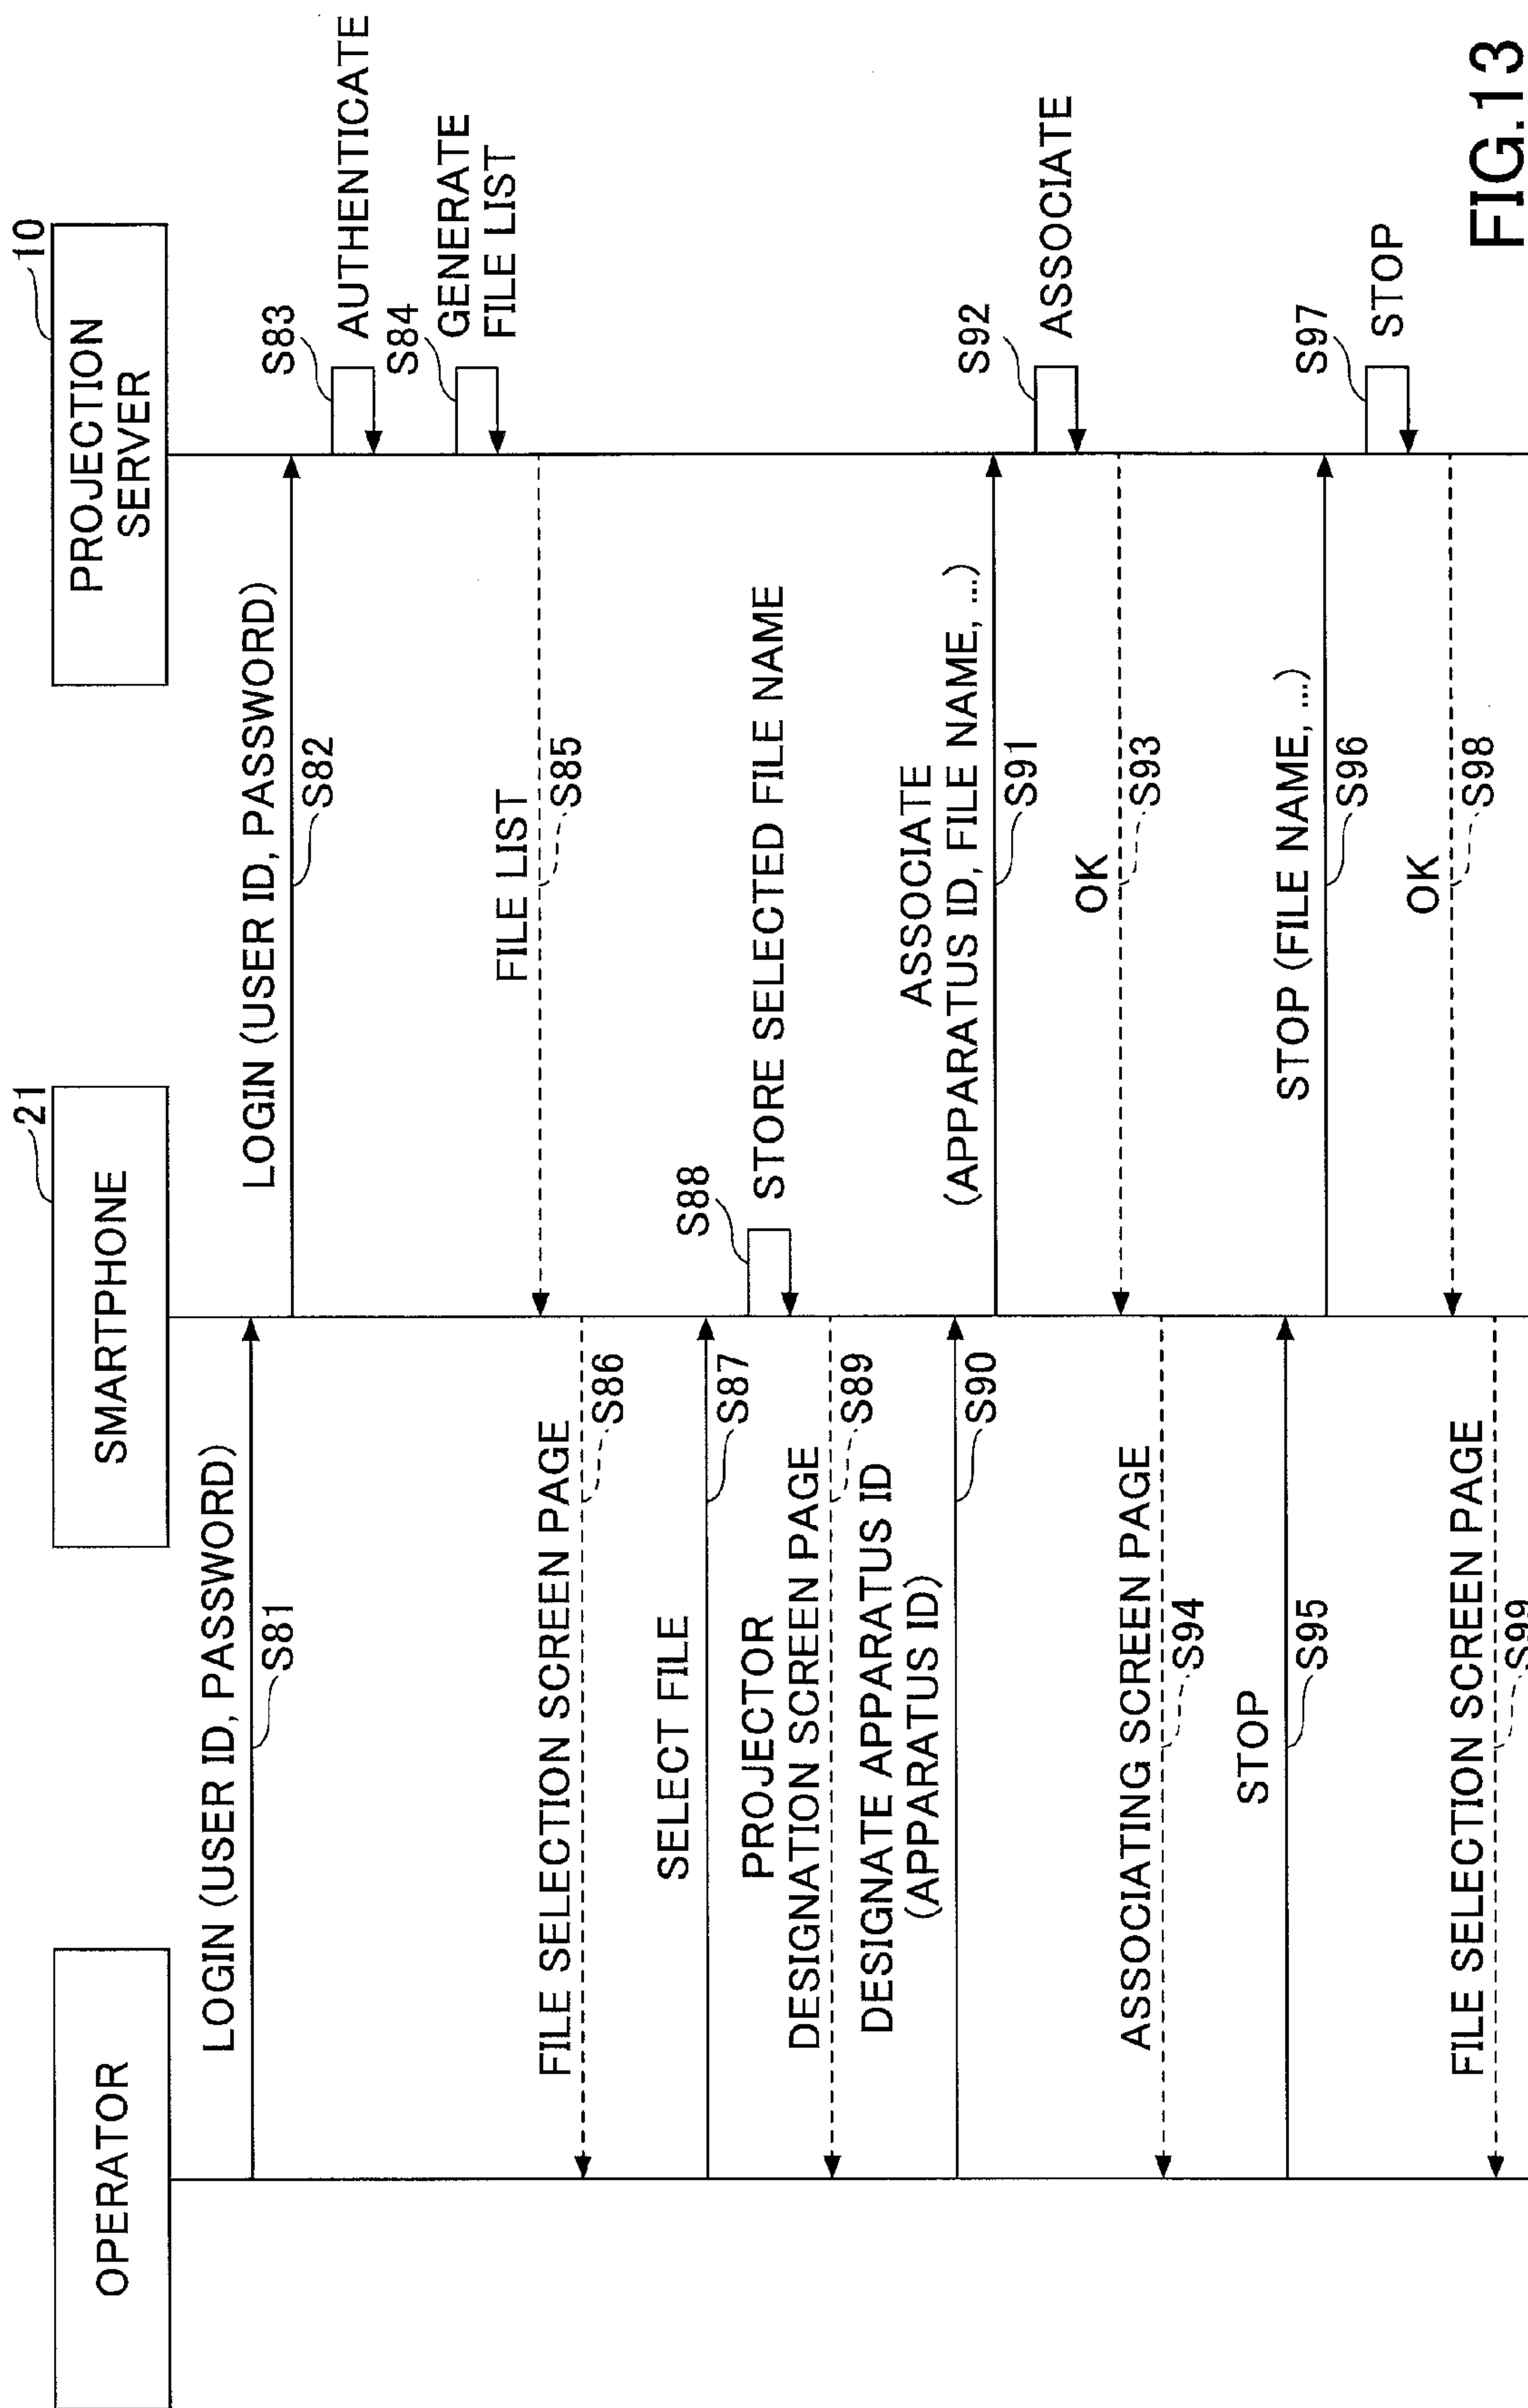 OPERATOR
SMARTPHONE
21
PROJECTION
SERVER
10
LOGIN (USER ID, PASSWORD)
S81
LOGIN (USER ID, PASSWORD)
S82
S83
AUTHENTICATE
S84
GENERATE
FILE LIST
FILE LIST
S85
FILE SELECTION SCREEN PAGE
S86
SELECT FILE
S87
S88
STORE SELECTED FILE NAME
PROJECTOR
DESIGNATION SCREEN PAGE
S89
DESIGNATE APPARATUS ID
(APPARATUS ID)
S90
ASSOCIATE
(APPARATUS ID, FILE NAME, ...)
S91
S92
ASSOCIATE
OK
S93
ASSOCIATING SCREEN PAGE
S94
STOP
S95
STOP (FILE NAME, ...)
S96
S97
STOP
OK
S98
FILE SELECTION SCREEN PAGE
S99
FIG.13